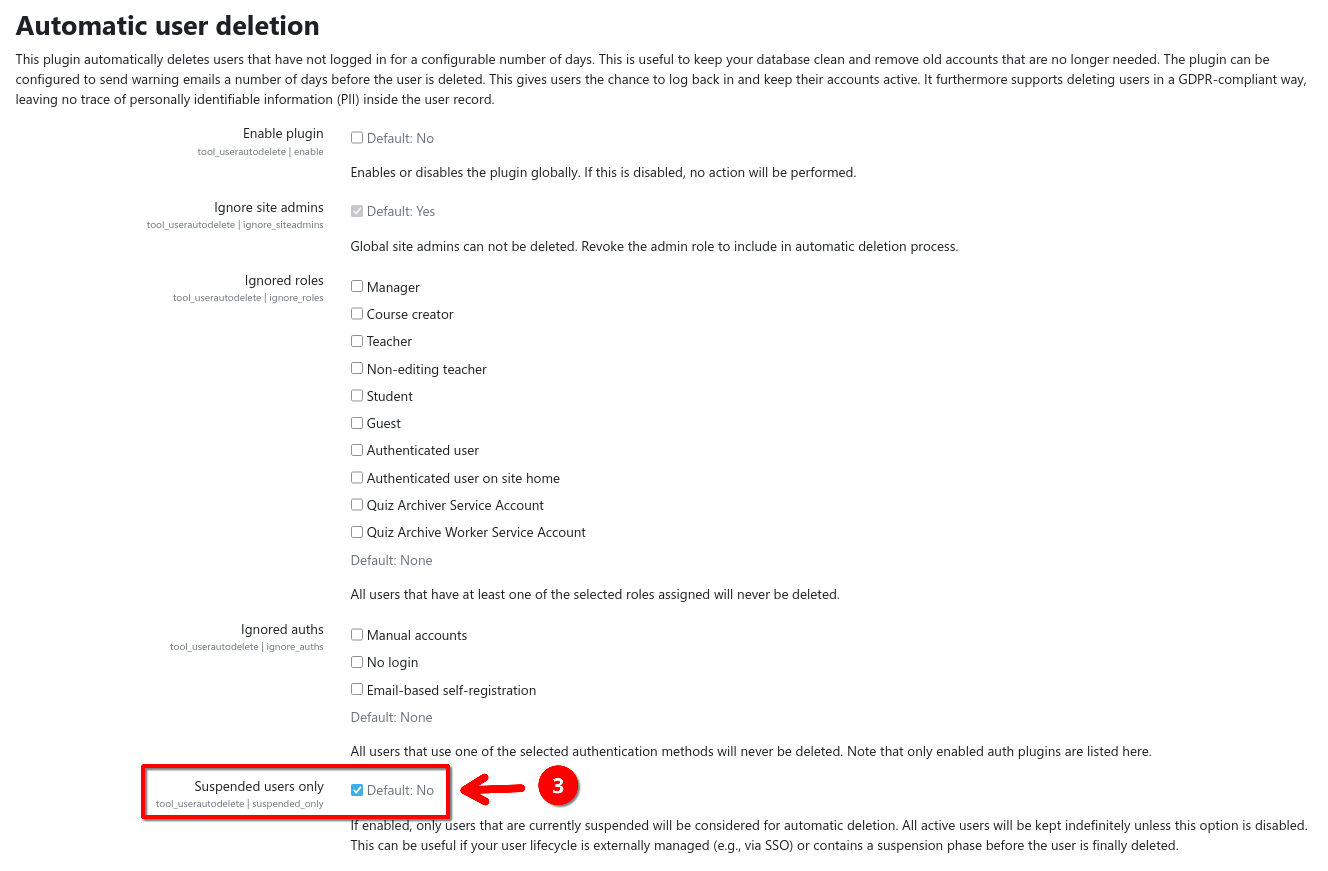 Automatic user deletion
This plugin automatically deletes users that have not logged in for a configurable number of days. This is useful to keep your database clean and remove old accounts that are no longer needed. The plugin can be
configured to send warning emails a number of days before the user is deleted. This gives users the chance to log back in and keep their accounts active. It furthermore supports deleting users in a GDPR-compliant way,
leaving no trace of personally identifiable information (PII) inside the user record.
Enable plugin
tool_userautodelete | enable
Default: No
Enables or disables the plugin globally. If this is disabled, no action will be performed.
Ignore site admins
tool_userautodelete | ignore_siteadmins
Default: Yes
Global site admins can not be deleted. Revoke the admin role to include in automatic deletion process.
Ignored roles
tool_userautodelete | ignore_roles
Manager
Course creator
Teacher
Non-editing teacher
Student
Guest
Authenticated user
Authenticated user on site home
Quiz Archiver Service Account
Quiz Archive Worker Service Account
Default: None
All users that have at least one of the selected roles assigned will never be deleted.
Ignored auths
tool_userautodelete | ignore_auths
Manual accounts
No login
Email-based self-registration
Default: None
All users that use one of the selected authentication methods will never be deleted. Note that only enabled auth plugins are listed here.
Suspended users only
tool_userautodelete | suspended_only
Default: No
3
If enabled, only users that are currently suspended will be considered for automatic deletion. All active users will be kept indefinitely unless this option is disabled.
This can be useful if your user lifecycle is externally managed (e.g., via SSO) or contains a suspension phase before the user is finally deleted.